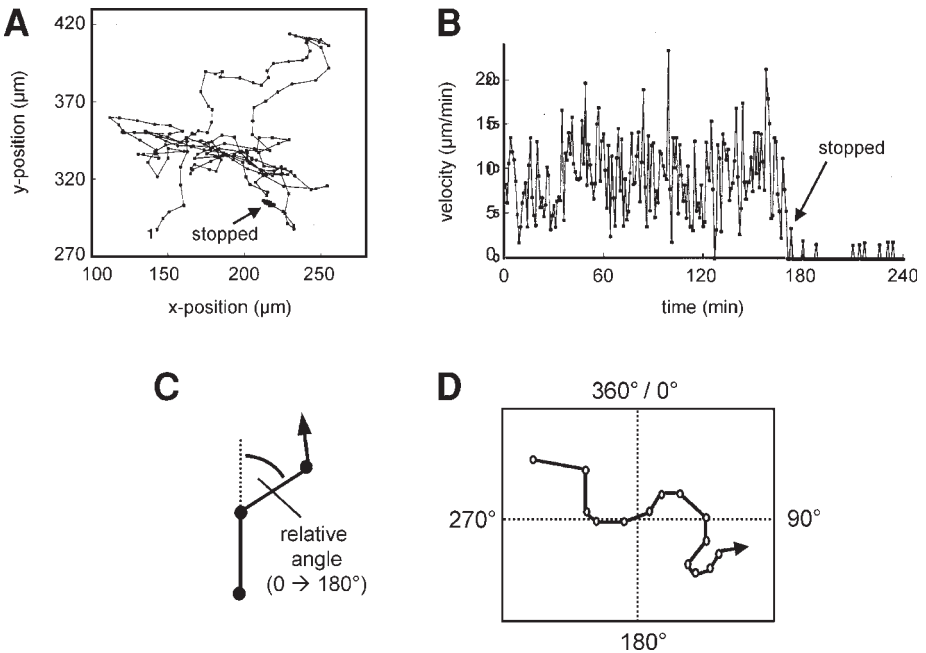 A
420
370
320
270
y-position (µm)
1
stopped
100
150
200
250
x-position (µm)
B
20
15
10
5
0
velocity (µm/min)
stopped
0
60
120
180
240
time (min)
C
relative
angle
(0 → 180°)
D
360° / 0°
270°
90°
180°